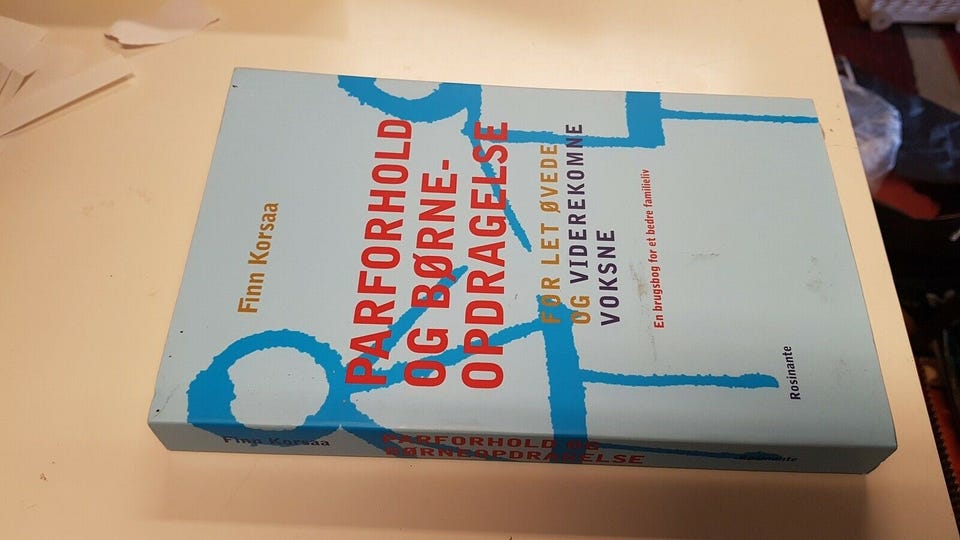 Finn Korsaa
PARFORHOLD
OG BØRNE-
OPDRAGELSE
FOR LET ØVEDE
OG VIDEREKOMNE
VOKSNE
En brugsbog for et bedre familieliv
Rosinante
Finn Korsaa
PARFORHOLD OG
BØRNEOPDRAGELSE
Rosinante